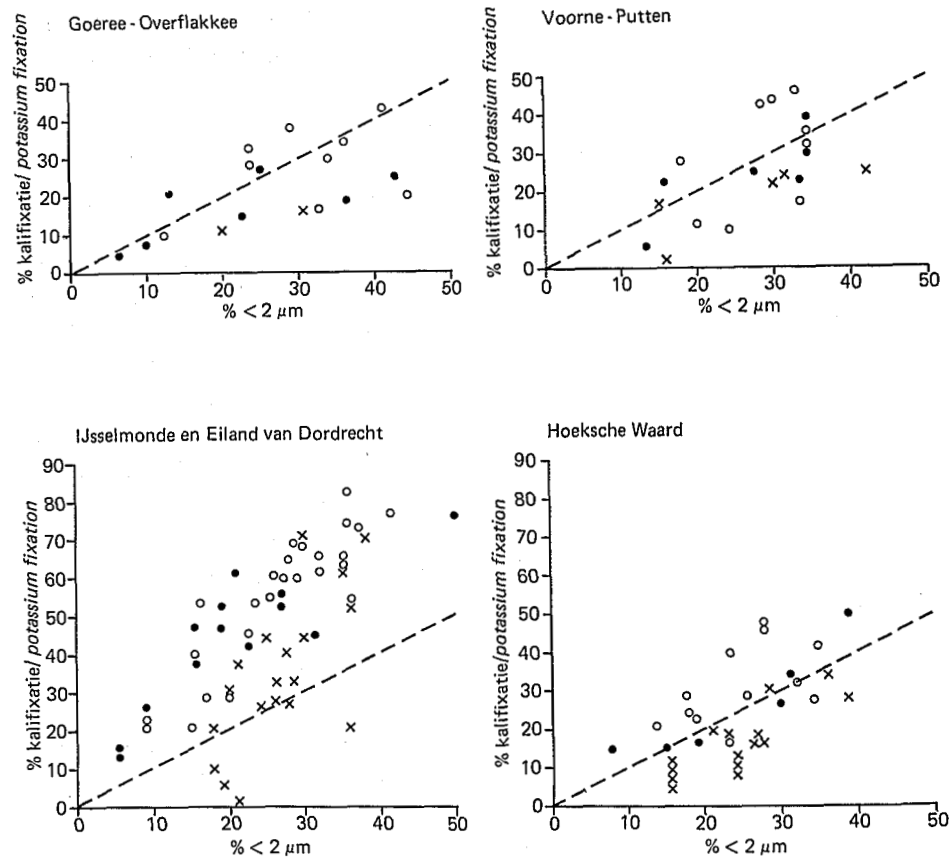 Goeree - Overflakkee
% kalifixatie/ potassium fixation
50
40
30
20
10
0
0 10 20 30 40 50
% < 2 μm
Voorne - Putten
% kalifixatie/ potassium fixation
50
40
30
20
10
0
0 10 20 30 40 50
% < 2 μm
IJsselmonde en Eiland van Dordrecht
% kalifixatie/ potassium fixation
90
80
70
60
50
40
30
20
10
0
0 10 20 30 40 50
% < 2 μm
Hoeksche Waard
% kalifixatie/potassium fixation
90
80
70
60
50
40
30
20
10
0
0 10 20 30 40 50
% < 2 μm